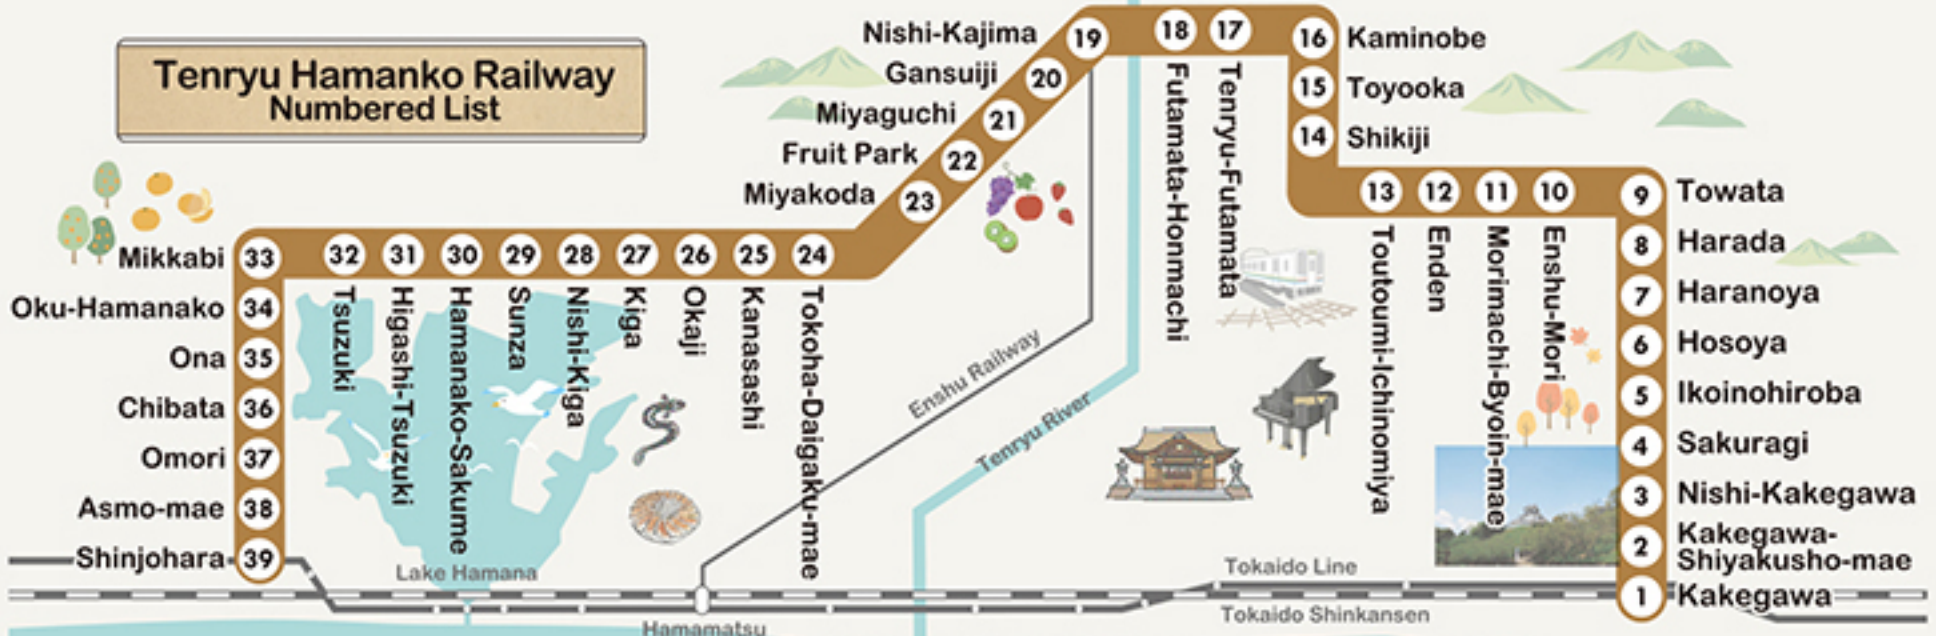 Tenryu Hamanko Railway
Numbered List
Nishi-Kajima 19
Gansuiji 20
Miyaguchi 21
Fruit Park 22
Miyakoda 23
18 Futamata-Honmachi
17 Tenryu-Futamata
16 Kaminobe
15 Toyooka
14 Shikiji
13 Toutoumi-Ichinomiya
12 Enden
11 Morimachi-Byoin-mae
10 Enshu-Mori
9 Towata
8 Harada
7 Haranoya
6 Hosoya
5 Ikoinohiroba
4 Sakuragi
3 Nishi-Kakegawa
2 Kakegawa-
Shiyakusho-mae
1 Kakegawa
Mikkabi 33
Oku-Hamanako 34
Ona 35
Chibata 36
Omori 37
Asmo-mae 38
Shinjohara 39
32 Tsuzuki
31 Higashi-Tsuzuki
30 Hamanako-Sakume
29 Sunza
28 Nishi-Kiga
27 Kiga
26 Okaji
25 Kanasashi
24 Tokoha-Daigaku-mae
Enshu Railway
Tenryu River
Lake Hamana
Tokaido Line
Tokaido Shinkansen
Hamamatsu